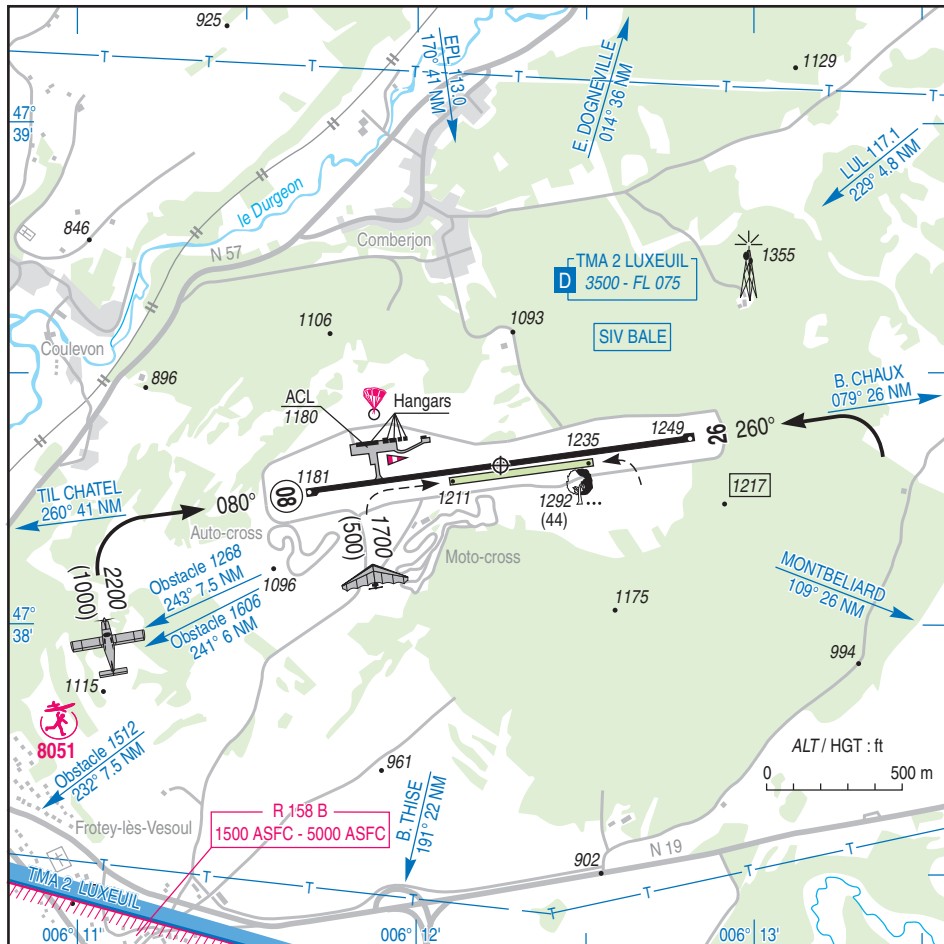 925
EPL 113.0
170° 41 NM
E. DOGNEVILLE
014° 36 NM
1129
T
T
T
T
T
47°
39'
LUL 117.1
229° 4.8 NM
le Durgeon
846
N 57
Comberjon
1355
TMA 2 LUXEUIL
D
3500 - FL 075
SIV BALE
1106
1093
Coulevon
896
B. CHAUX
079° 26 NM
ACL
1180
Hangars
1249
26
260°
1235
1181
08
080°
1211
1292
(44)
1217
TIL CHATEL
260° 41 NM
Auto-cross
1700
(500)
Moto-cross
2200
(1000)
Obstacle 1268
243° 7.5 NM
1096
Obstacle 1606
241° 6 NM
MONTBELIARD
109° 26 NM
1175
47°
38'
994
1115
8051
Obstacle 1512
232° 7.5 NM
961
ALT / HGT : ft
0
500 m
B. THISE
191° 22 NM
R 158 B
1500 ASFC - 5000 ASFC
Frotey-lès-Vesoul
902
N 19
TMA 2 LUXEUIL
T
T
T
T
T
006° 11'
006° 12'
006° 13'